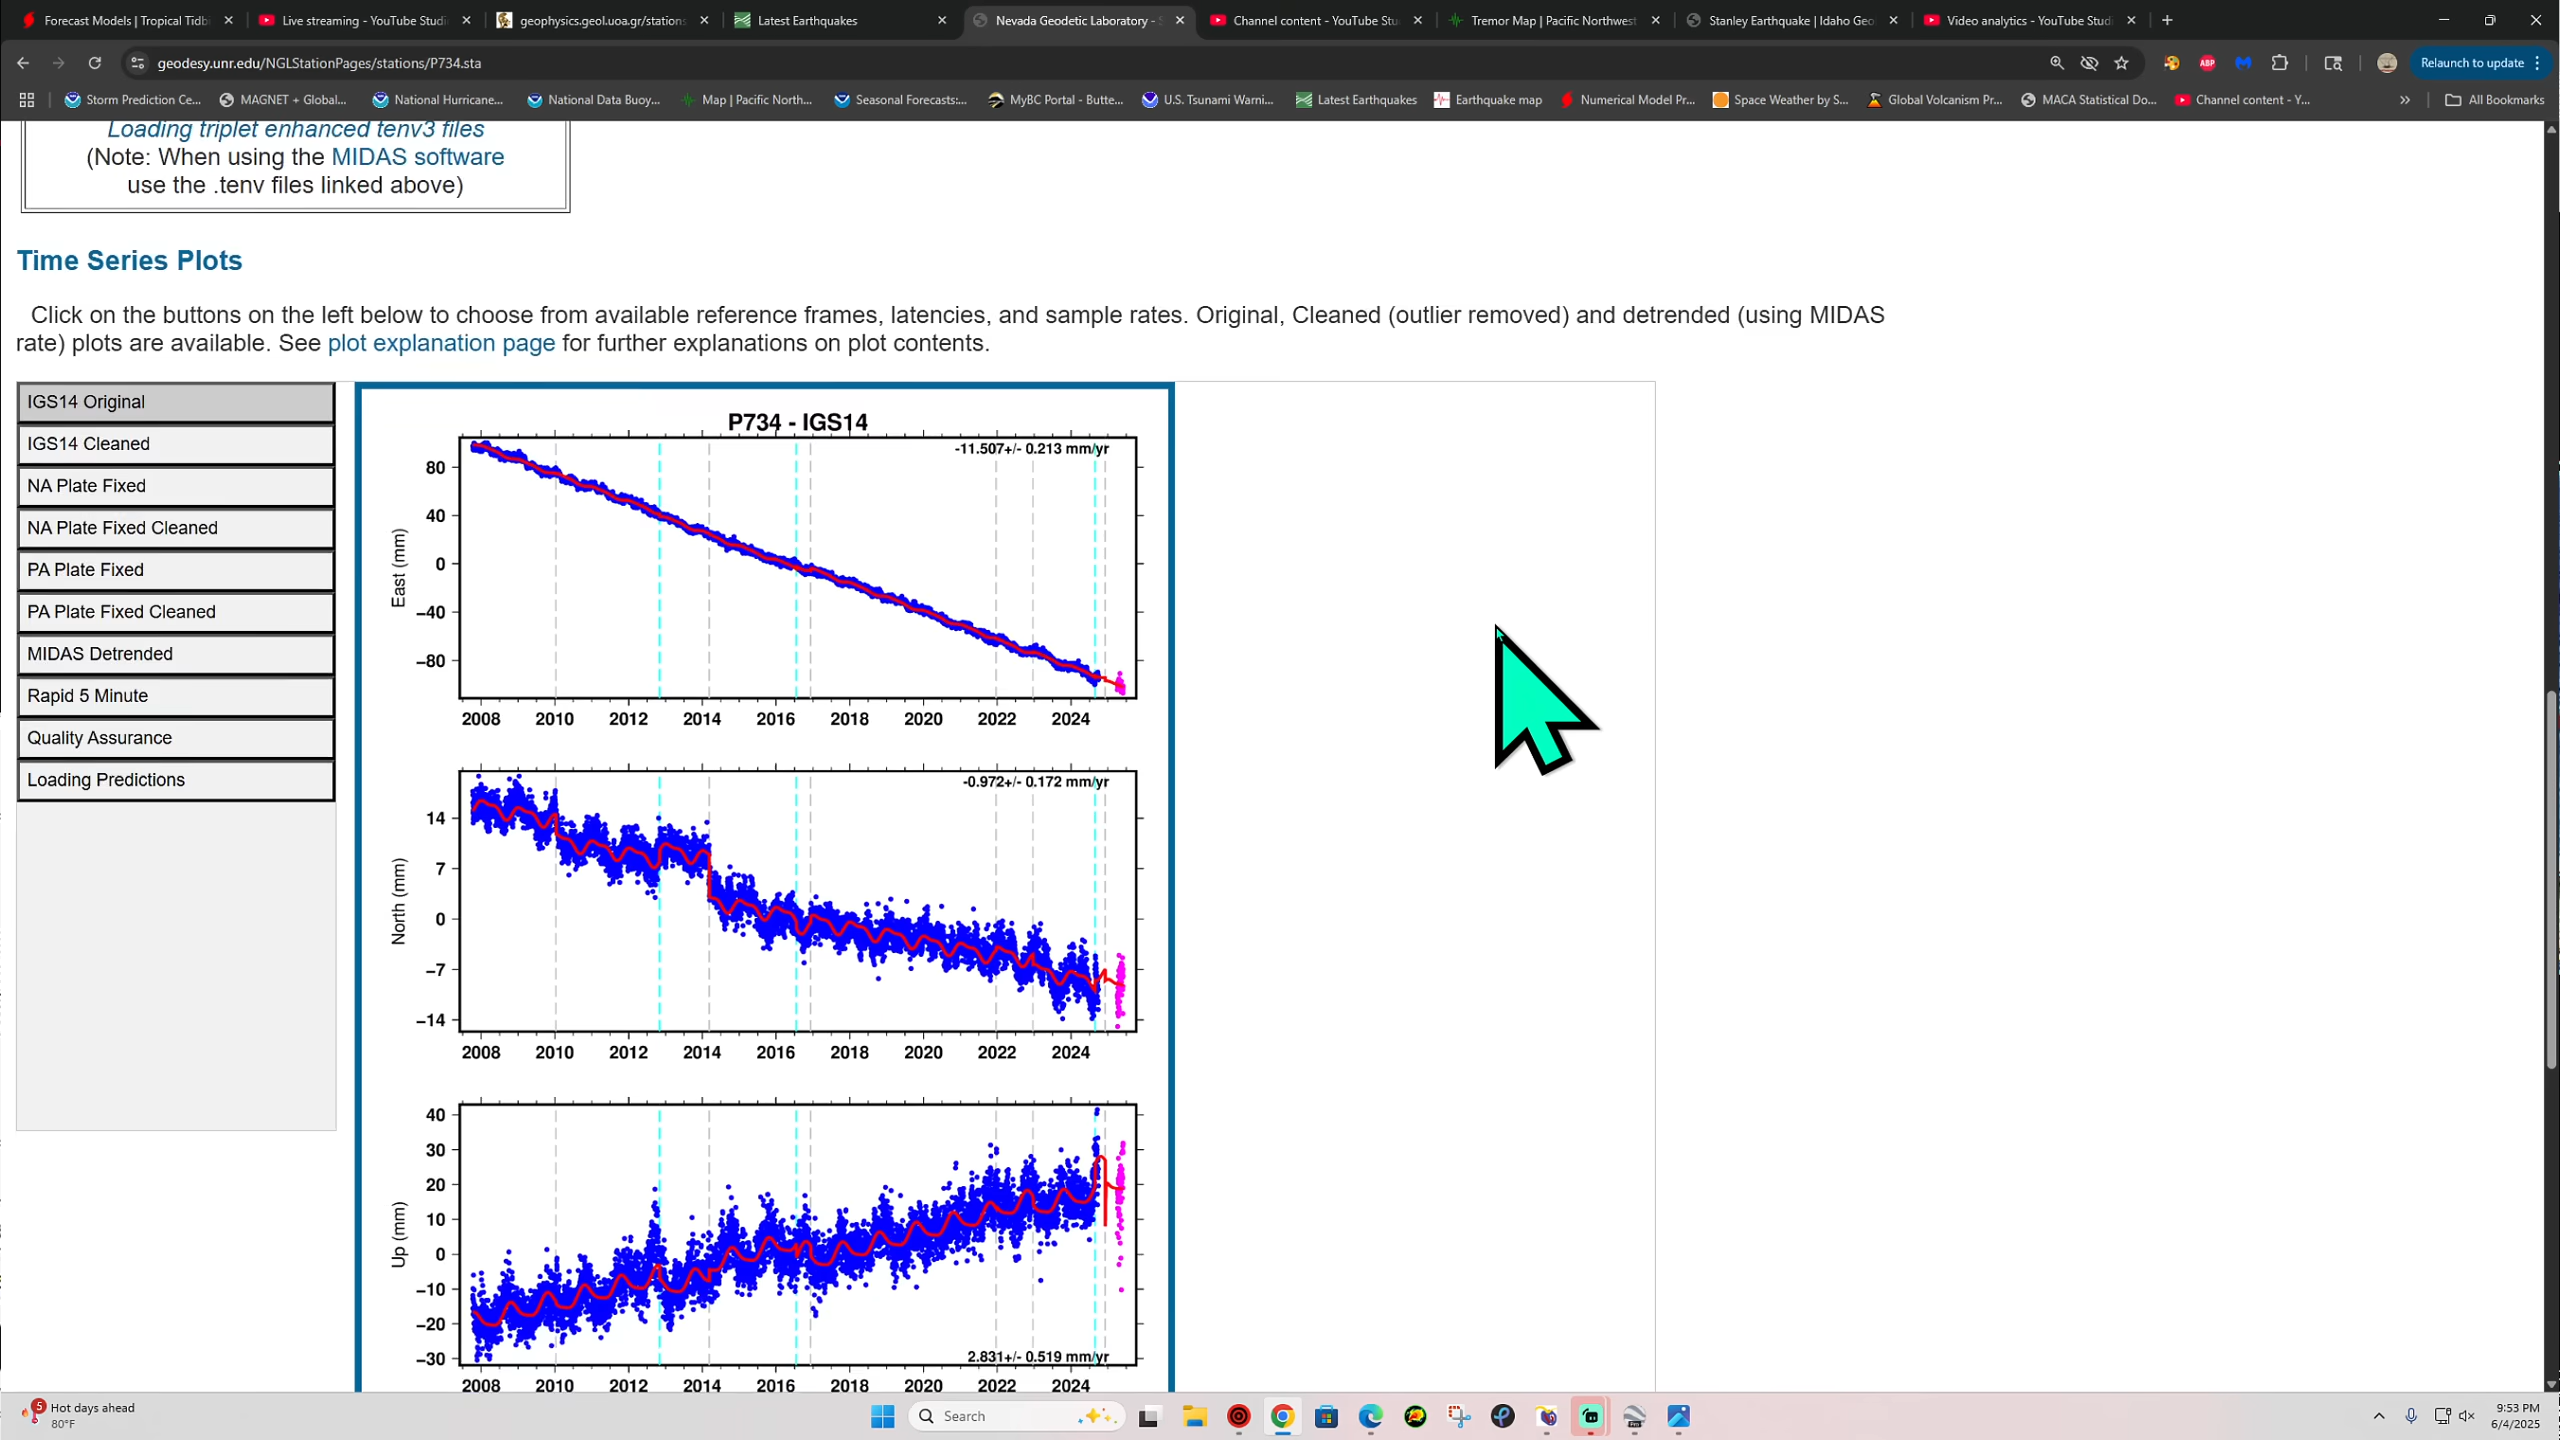 Forecast Models | Tropical Tidbi
Live streaming - YouTube Studi
geophysics.geol.uoa.gr/stations
Latest Earthquakes
Nevada Geodetic Laboratory - S
Channel content - YouTube Stu
Tremor Map | Pacific Northwest
Stanley Earthquake | Idaho Geo
Video analytics - YouTube Studi
geodesy.unr.edu/NGLStationPages/stations/P734.sta
ABP
Relaunch to update
Storm Prediction Ce...
MAGNET + Global...
National Hurricane...
National Data Buoy...
Map | Pacific North...
Seasonal Forecasts:...
MyBC Portal - Butte...
U.S. Tsunami Warni...
Latest Earthquakes
Earthquake map
Numerical Model Pr...
Space Weather by S...
Global Volcanism Pr...
MACA Statistical Do...
Channel content - Y...
All Bookmarks
Loading triplet enhanced tenv3 files
(Note: When using the MIDAS software
use the .tenv files linked above)
Time Series Plots
Click on the buttons on the left below to choose from available reference frames, latencies, and sample rates. Original, Cleaned (outlier removed) and detrended (using MIDAS
rate) plots are available. See plot explanation page for further explanations on plot contents.
IGS14 Original
IGS14 Cleaned
NA Plate Fixed
NA Plate Fixed Cleaned
PA Plate Fixed
PA Plate Fixed Cleaned
MIDAS Detrended
Rapid 5 Minute
Quality Assurance
Loading Predictions
P734 - IGS14
-11.507+/- 0.213 mm/yr
East (mm)
80
40
0
−40
−80
2008 2010 2012 2014 2016 2018 2020 2022 2024
-0.972+/- 0.172 mm/yr
North (mm)
14
7
0
−7
−14
2008 2010 2012 2014 2016 2018 2020 2022 2024
Up (mm)
40
30
20
10
0
−10
−20
−30
2.831+/- 0.519 mm/yr
2008 2010 2012 2014 2016 2018 2020 2022 2024
5
Hot days ahead
80°F
Search
9:53 PM
6/4/2025